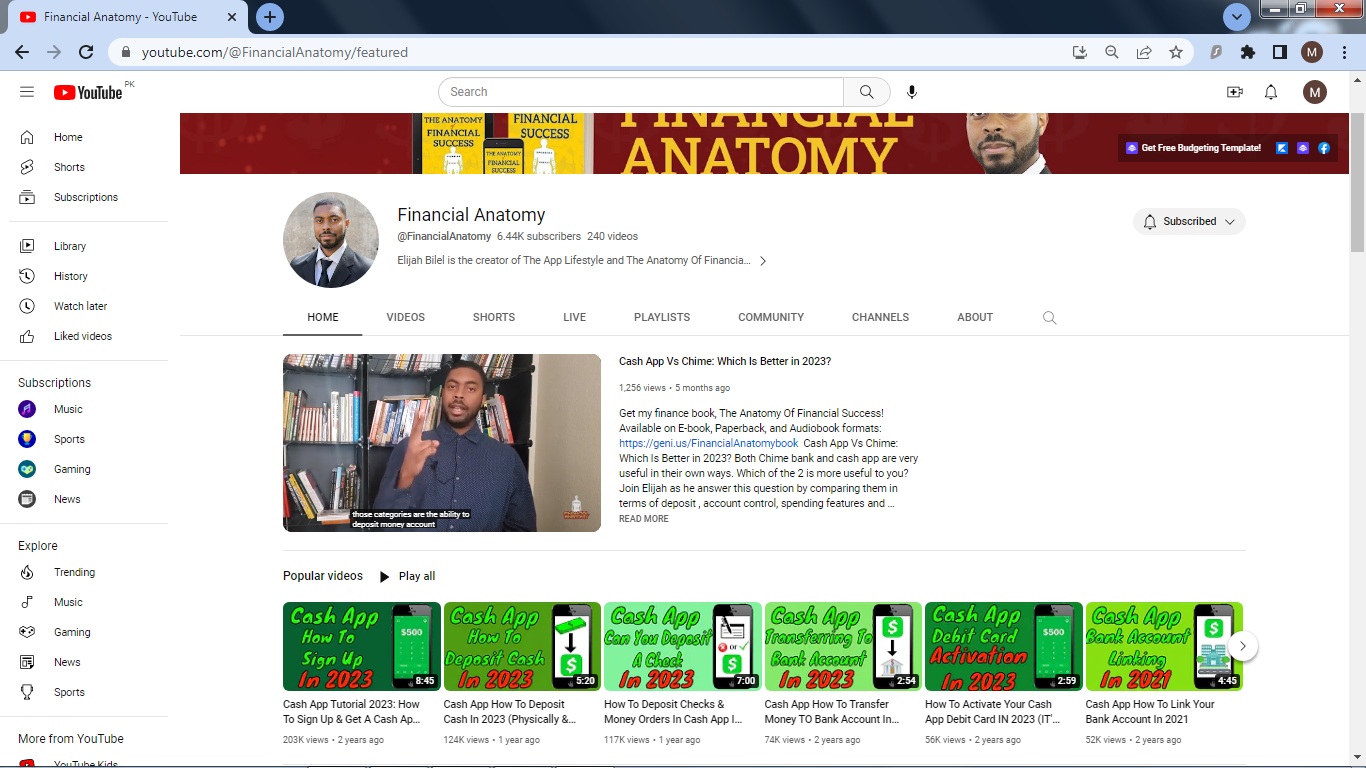 Financial Anatomy - YouTube
youtube.com/@FinancialAnatomy/featured
M
YouTube PK
Search
M
Home
Shorts
Subscriptions
Library
History
Watch later
Liked videos
Subscriptions
Music
Sports
Gaming
News
Explore
Trending
Music
Gaming
News
Sports
More from YouTube
YouTube Kids
THE ANATOMY
OF
FINANCIAL
SUCCESS
THE ANATOMY
OF
FINANCIAL
SUCCESS
FINANCIAL
SUCCESS
FINANCIAL
ANATOMY
Get Free Budgeting Template!
Financial Anatomy
@FinancialAnatomy 6.44K subscribers 240 videos
Elijah Bilel is the creator of The App Lifestyle and The Anatomy Of Financia...
Subscribed
HOME VIDEOS SHORTS LIVE PLAYLISTS COMMUNITY CHANNELS ABOUT
those categories are the ability to
deposit money account
Cash App Vs Chime: Which Is Better in 2023?
1,256 views • 5 months ago
Get my finance book, The Anatomy Of Financial Success!
Available on E-book, Paperback, and Audiobook formats:
https://geni.us/FinancialAnatomybook Cash App Vs Chime:
Which Is Better in 2023? Both Chime bank and cash app are very
useful in their own ways. Which of the 2 is more useful to you?
Join Elijah as he answer this question by comparing them in
terms of deposit , account control, spending features and ...
READ MORE
Popular videos Play all
Cash App
How To
Sign Up
In 2023
$500
8:45
Cash App Tutorial 2023: How
To Sign Up & Get A Cash Ap...
203K views • 2 years ago
Cash App
How To
Deposit Cash
In 2023
$
5:20
Cash App How To Deposit
Cash In 2023 (Physically &...
124K views • 1 year ago
Cash App
Can You Deposit
A Check
In 2023
or
$
7:00
How To Deposit Checks &
Money Orders In Cash App I...
117K views • 1 year ago
Cash App
Transferring To
Bank Account
In 2023
$
2:54
Cash App How To Transfer
Money TO Bank Account In...
74K views • 2 years ago
Cash App
Debit Card
Activation
In 2023
$500
2:59
How To Activate Your Cash
App Debit Card IN 2023 (IT'...
56K views • 2 years ago
Cash App
Bank Account
Linking
In 2021
$
4:45
Cash App How To Link Your
Bank Account In 2021
52K views • 2 years ago